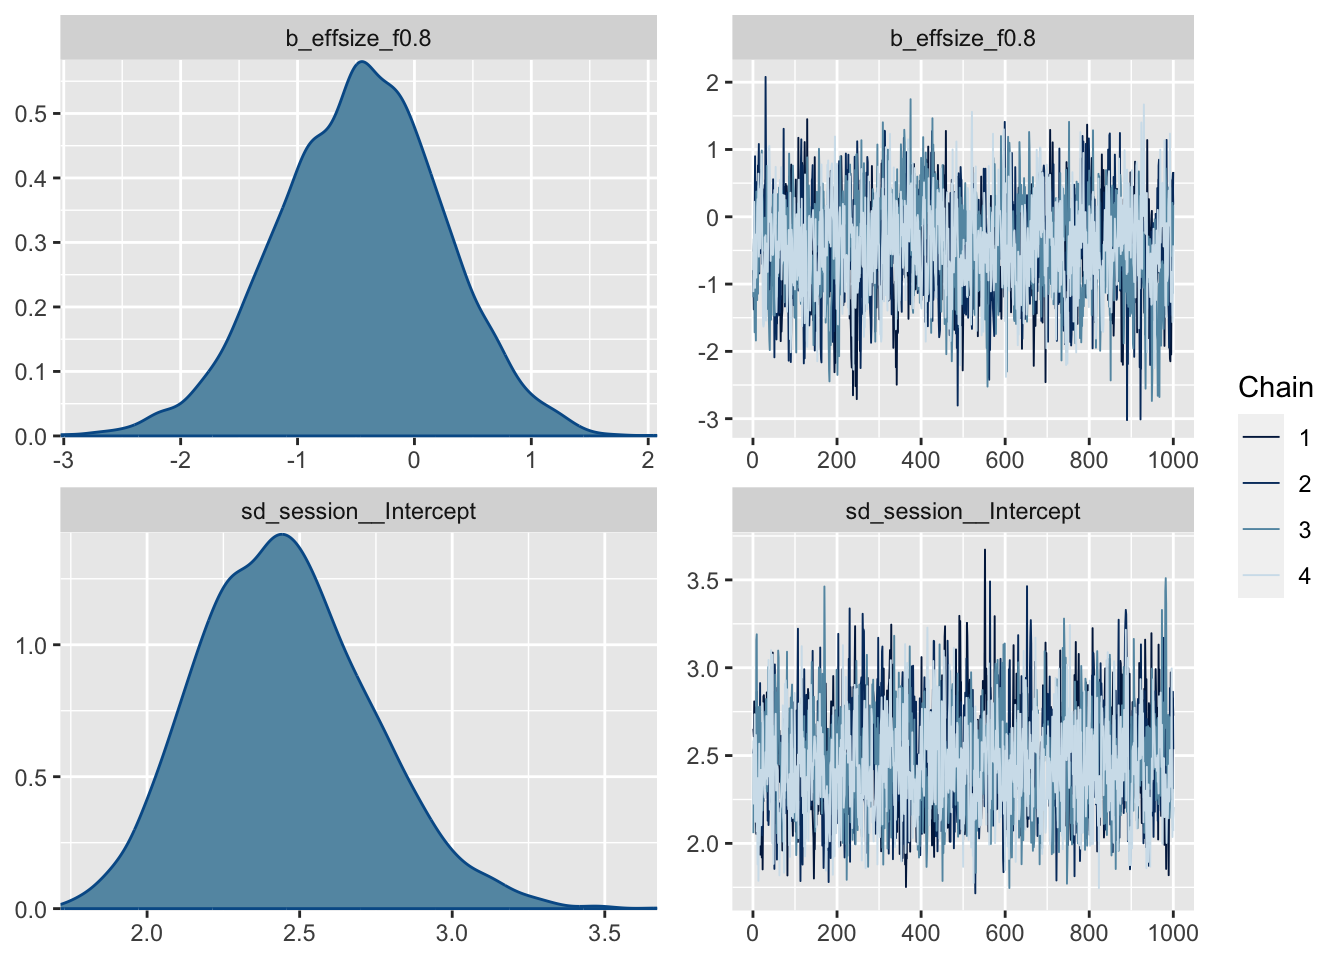 b_effsize_f0.8
0.5
0.4
0.3
0.2
0.1
0.0
-3 -2 -1 0 1 2
b_effsize_f0.8
2
1
0
-1
-2
-3
0 200 400 600 800 1000
sd_session__Intercept
1.0
0.5
0.0
2.0 2.5 3.0 3.5
sd_session__Intercept
3.5
3.0
2.5
2.0
0 200 400 600 800 1000
Chain
1
2
3
4